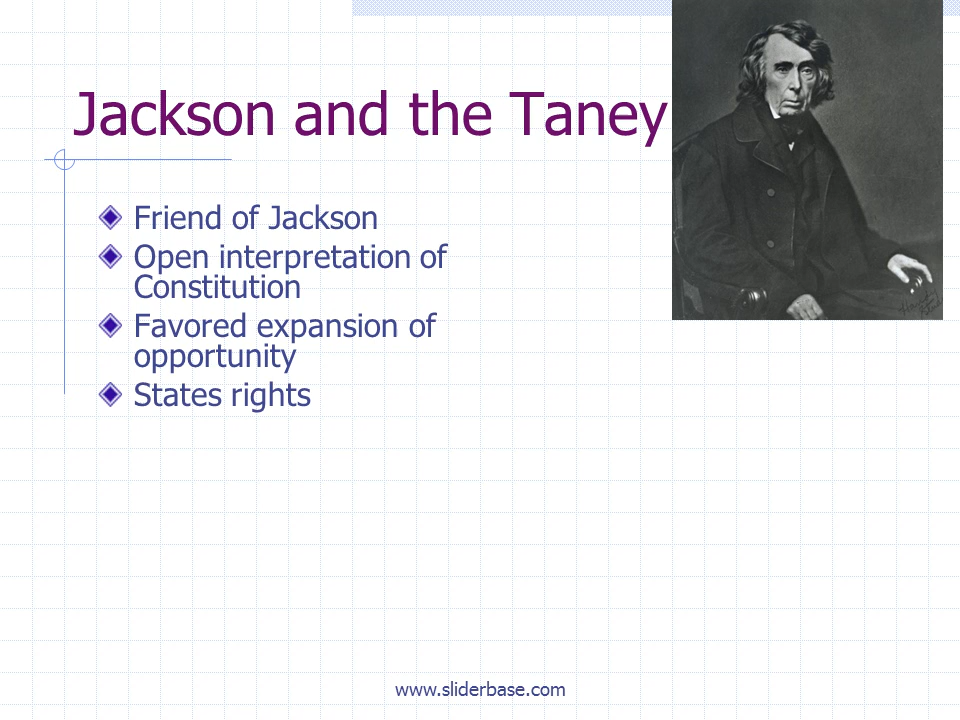 Jackson and the Taney
Friend of Jackson
Open interpretation of
Constitution
Favored expansion of
opportunity
States rights
www.sliderbase.com